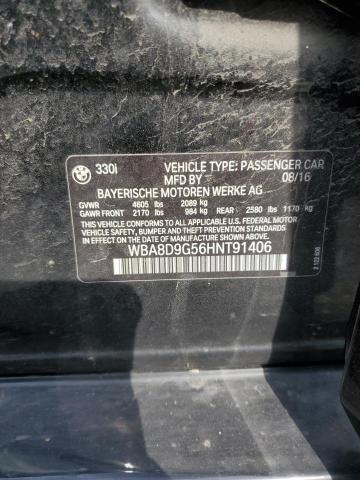 BMW 330i VEHICLE TYPE: PASSENGER CAR
MFD BY 08/16
BAYERISCHE MOTOREN WERKE AG
GVWR 4605 lbs 2089 kg
GAWR FRONT 2170 lbs 984 kg REAR 2580 lbs 1170 kg
THIS VEHICLE CONFORMS TO ALL APPLICABLE U.S. FEDERAL MOTOR
VEHICLE SAFETY, BUMPER AND THEFT PREVENTION STANDARDS IN
EFFECT ON THE DATE OF MANUFACTURE SHOWN ABOVE.
WBA8D9G56HNT91406